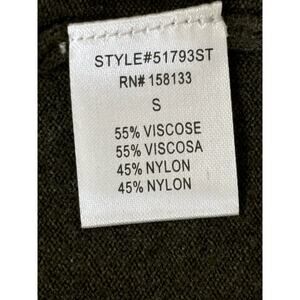 STYLE#51793ST
RN# 158133
S
55% VISCOSE
55% VISCOSA
45% NYLON
45% NYLON